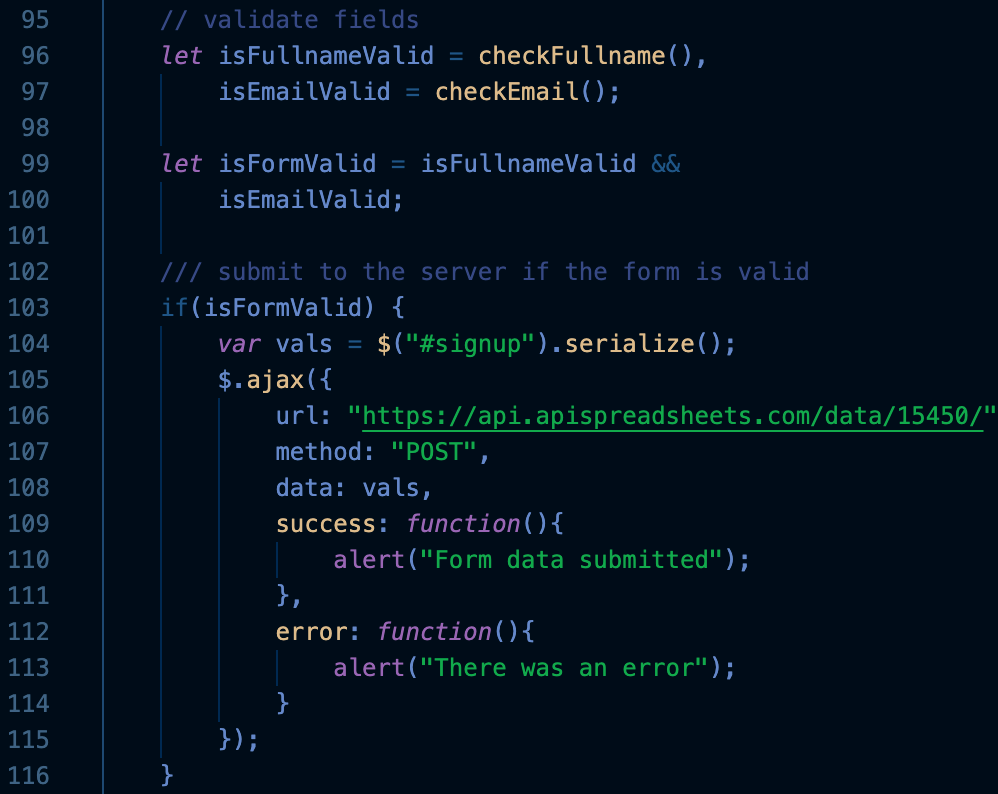 95 // validate fields
96 let isFullnameValid = checkFullname(),
97 isEmailValid = checkEmail();
98
99 let isFormValid = isFullnameValid &&
100 isEmailValid;
101
102 /// submit to the server if the form is valid
103 if(isFormValid) {
104 var vals = $("#signup").serialize();
105 $.ajax({
106 url: "https://api.apispreadsheets.com/data/15450/"
107 method: "POST",
108 data: vals,
109 success: function(){
110 alert("Form data submitted");
111 },
112 error: function(){
113 alert("There was an error");
114 }
115 });
116 }